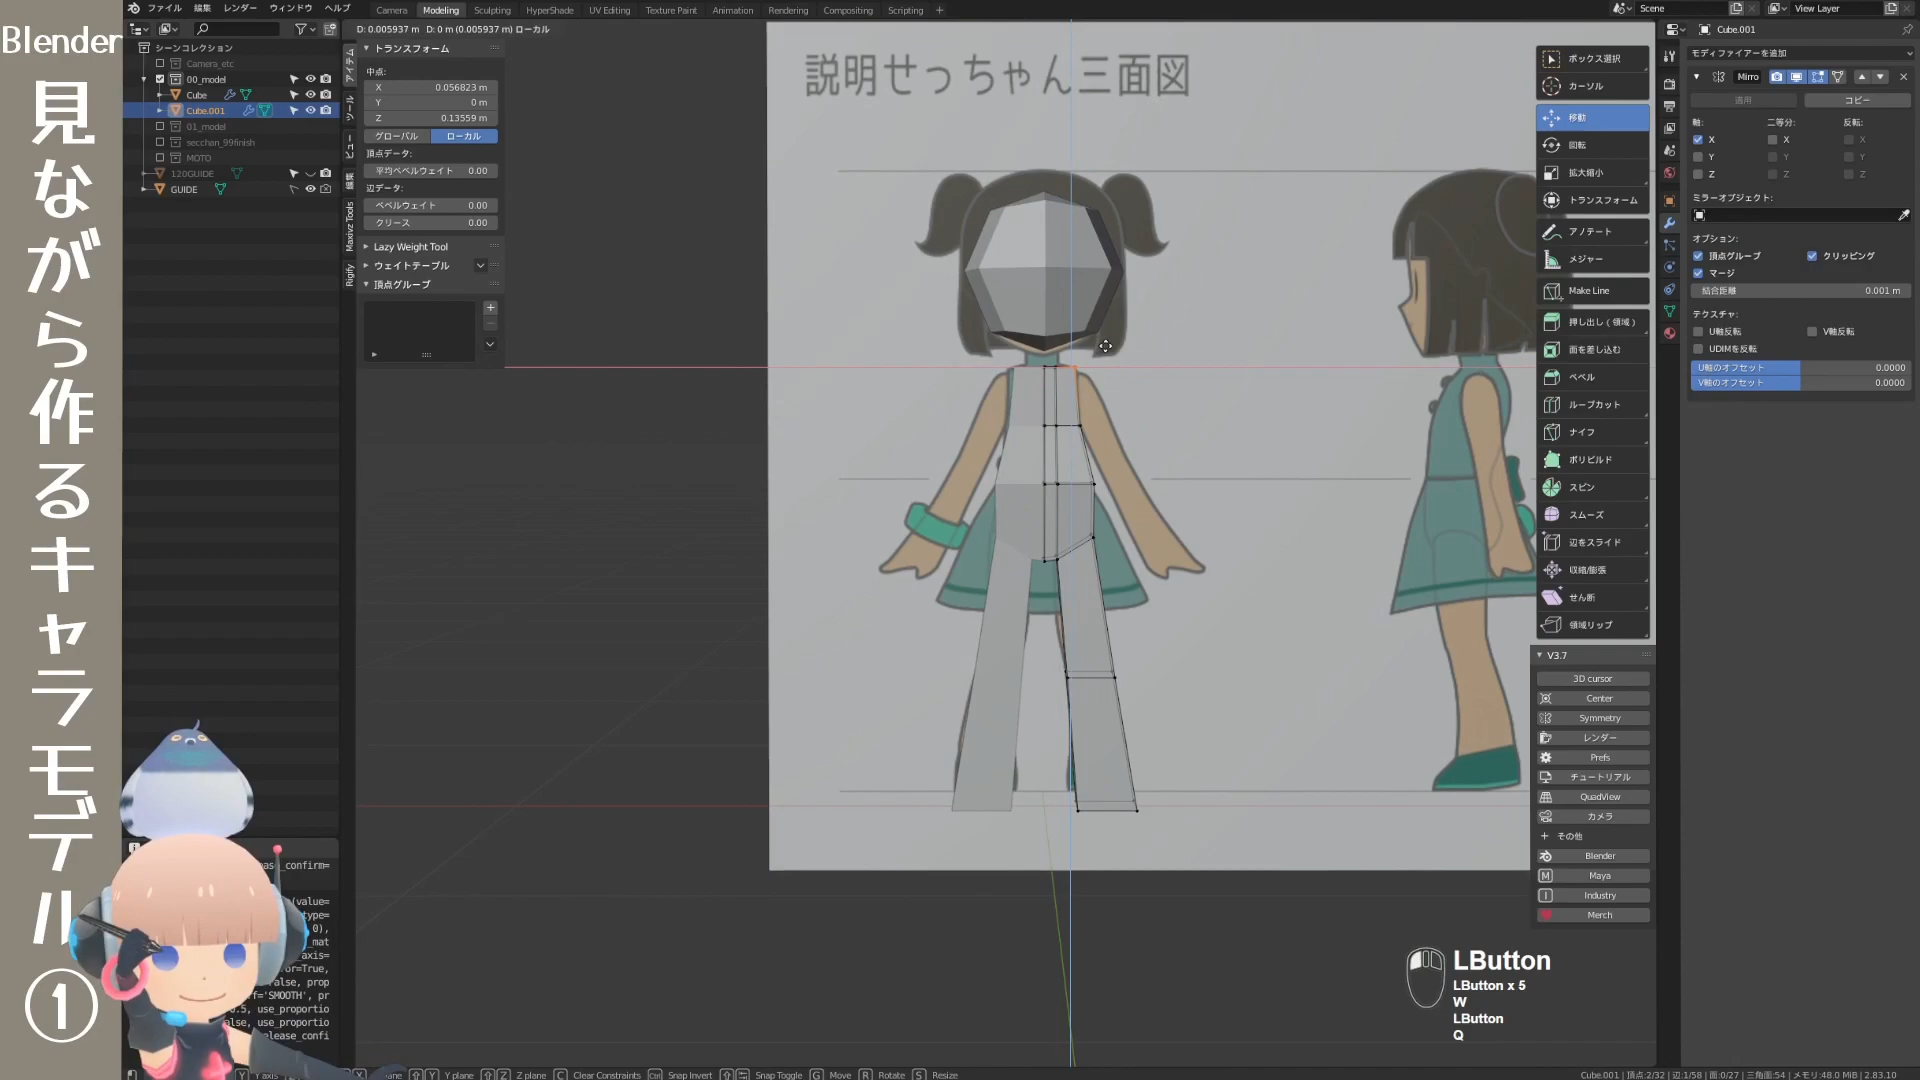 Blender
見ながら作るキャラモデル①
ファイル 編集 レンダー ウィンドウ ヘルプ
Camera Modeling Sculpting HyperShade UV Editing Texture Paint Animation Rendering Compositing Scripting
Scene
View Layer
シーンコレクション
Camera_etc
00_model
Cube
Cube.001
01_model
secchan_99finish
MOTO
120GUIDE
GUIDE
D: 0.005937 m D: 0 m (0.005937 m) ローカル
トランスフォーム
中点:
X 0.056823 m
Y 0 m
Z 0.13559 m
グローバル ローカル
頂点データ:
平均ベベルウェイト 0.00
辺データ:
ベベルウェイト 0.00
クリース 0.00
Lazy Weight Tool
ウェイトテーブル
頂点グループ
アイテム
ツール
ビュー
編集
Maxivz Tools
Rigify
説明せっちゃん三面図
ボックス選択
カーソル
移動
回転
拡大縮小
トランスフォーム
アノテート
メジャー
Make Line
押し出し(領域)
面を差し込む
ベベル
ループカット
ナイフ
ポリビルド
スピン
スムーズ
辺をスライド
収縮/膨張
せん断
領域リップ
V3.7
3D cursor
Center
Symmetry
レンダー
Prefs
チュートリアル
QuadView
カメラ
その他
Blender
Maya
Industry
Merch
Cube.001
モディファイアーを追加
Mirro
適用 コピー
軸: 二等分: 反転:
X X X
Y Y Y
Z Z Z
ミラーオブジェクト:
オプション:
頂点グループ クリッピング
マージ
結合距離 0.001 m
テクスチャ:
U軸反転 V軸反転
UDIMを反転
U軸のオフセット 0.0000
V軸のオフセット 0.0000
LButton
LButton x 5
W
LButton
Q
Y plane Z plane Clear Constraints Snap Invert Snap Toggle Move Rotate Resize
Cube.001 | 頂点:2/32 | 辺:1/58 | 面:0/27 | 三角面:54 | メモリ:48.0 MiB | 2.83.10